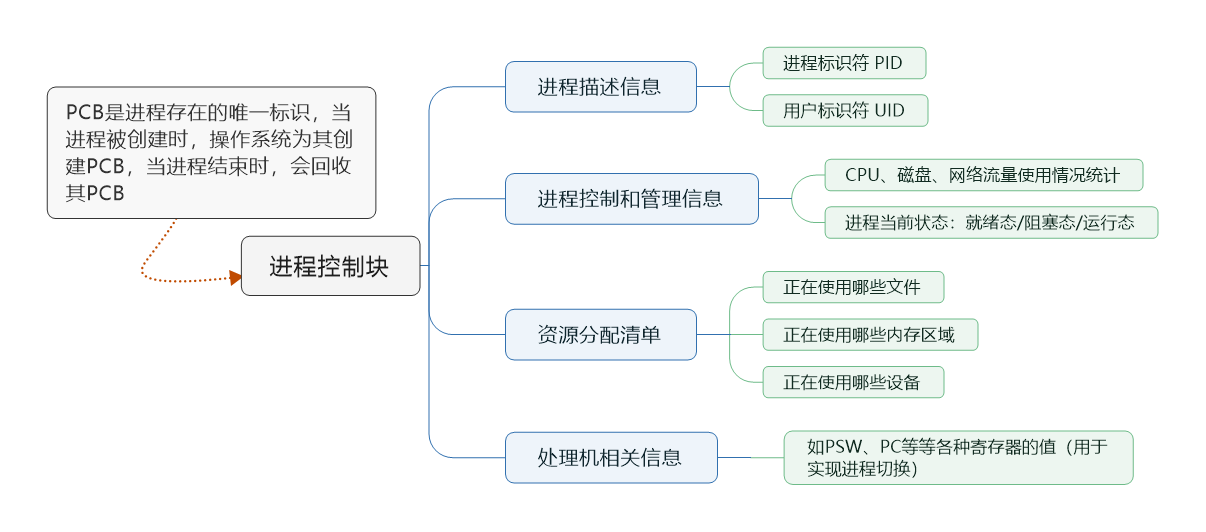 PCB是进程存在的唯一标识，当
进程被创建时，操作系统为其创
建PCB，当进程结束时，会回收
其PCB
进程控制块
进程描述信息
进程标识符 PID
用户标识符 UID
进程控制和管理信息
CPU、磁盘、网络流量使用情况统计
进程当前状态：就绪态/阻塞态/运行态
资源分配清单
正在使用哪些文件
正在使用哪些内存区域
正在使用哪些设备
处理机相关信息
如PSW、PC等等各种寄存器的值（用于
实现进程切换）